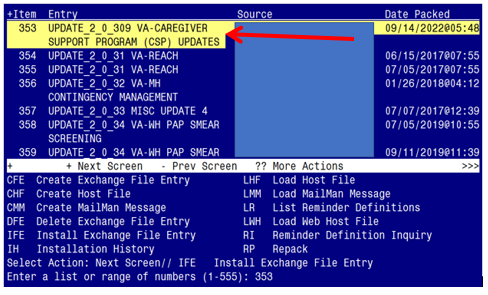 +Item Entry Source Date Packed
353 UPDATE_2_0_309 VA-CAREGIVER 09/14/2022@05:48
SUPPORT PROGRAM (CSP) UPDATES
354 UPDATE_2_0_31 VA-REACH 06/15/2017@07:55
355 UPDATE_2_0_31 VA-REACH 07/05/2017@07:55
356 UPDATE_2_0_32 VA-MH 01/26/2018@04:12
CONTINGENCY MANAGEMENT
357 UPDATE_2_0_33 MISC UPDATE 4 07/07/2017@12:39
358 UPDATE_2_0_34 VA-WH PAP SMEAR 07/05/2019@10:55
SCREENING
359 UPDATE_2_0_34 VA-WH PAP SMEAR 09/11/2019@11:39
+ + Next Screen - Prev Screen ?? More Actions >>>
CFE Create Exchange File Entry LHF Load Host File
CHF Create Host File LMM Load MailMan Message
CMM Create MailMan Message LR List Reminder Definitions
DFE Delete Exchange File Entry LWH Load Web Host File
IFE Install Exchange File Entry RI Reminder Definition Inquiry
IH Installation History RP Repack
Select Action: Next Screen// IFE Install Exchange File Entry
Enter a list or range of numbers (1-555): 353